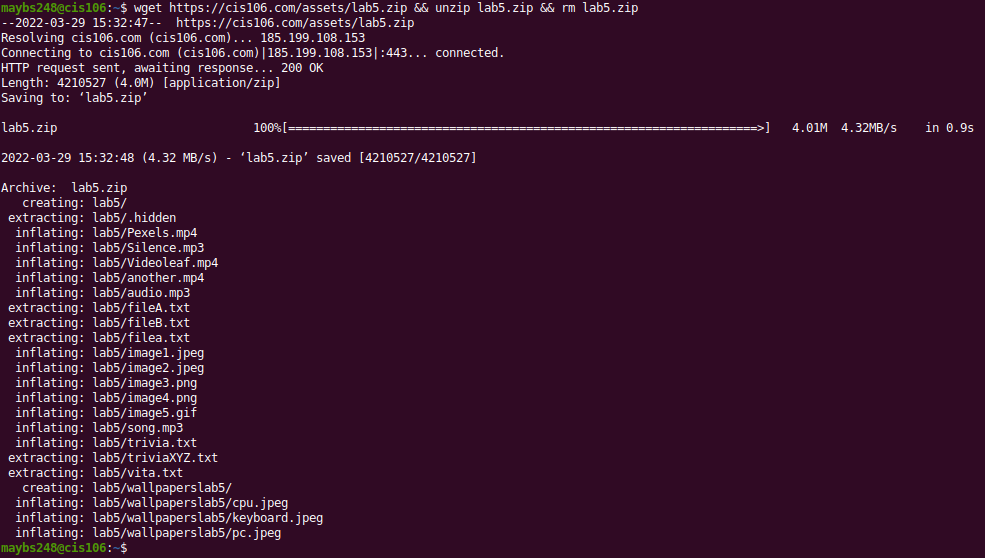 maybs248@cis106:~$ wget https://cis106.com/assets/lab5.zip && unzip lab5.zip && rm lab5.zip
--2022-03-29 15:32:47--  https://cis106.com/assets/lab5.zip
Resolving cis106.com (cis106.com)... 185.199.108.153
Connecting to cis106.com (cis106.com)|185.199.108.153|:443... connected.
HTTP request sent, awaiting response... 200 OK
Length: 4210527 (4.0M) [application/zip]
Saving to: ‘lab5.zip’
lab5.zip                            100%[===================================================================>]   4.01M  4.32MB/s    in 0.9s
2022-03-29 15:32:48 (4.32 MB/s) - ‘lab5.zip’ saved [4210527/4210527]
Archive:  lab5.zip
   creating: lab5/
 extracting: lab5/.hidden
  inflating: lab5/Pexels.mp4
  inflating: lab5/Silence.mp3
  inflating: lab5/Videoleaf.mp4
  inflating: lab5/another.mp4
  inflating: lab5/audio.mp3
 extracting: lab5/fileA.txt
 extracting: lab5/fileB.txt
 extracting: lab5/filea.txt
  inflating: lab5/image1.jpeg
  inflating: lab5/image2.jpeg
  inflating: lab5/image3.png
  inflating: lab5/image4.png
  inflating: lab5/image5.gif
  inflating: lab5/song.mp3
  inflating: lab5/trivia.txt
 extracting: lab5/triviaXYZ.txt
 extracting: lab5/vita.txt
   creating: lab5/wallpaperslab5/
  inflating: lab5/wallpaperslab5/cpu.jpeg
  inflating: lab5/wallpaperslab5/keyboard.jpeg
  inflating: lab5/wallpaperslab5/pc.jpeg
maybs248@cis106:~$